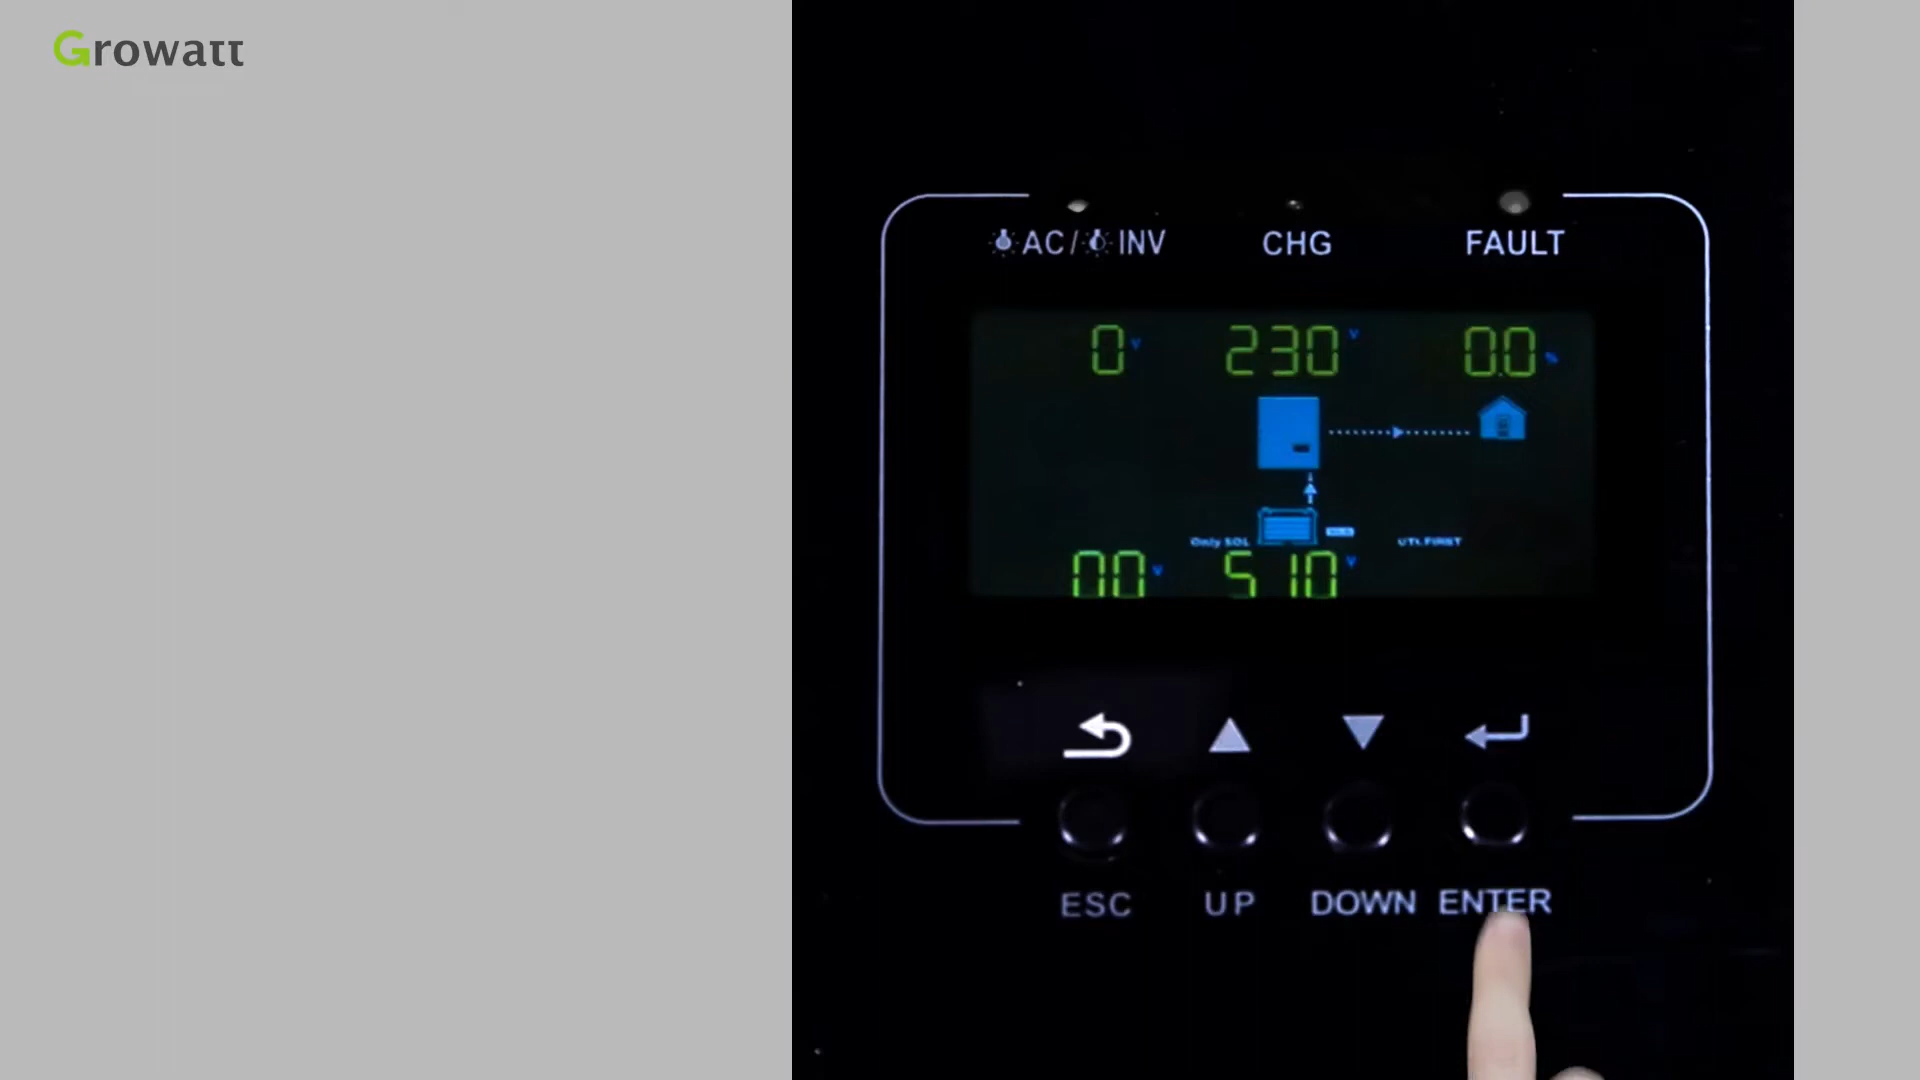 Growatt
AC / INV CHG FAULT
0 V 230 V 0.0 %
Only SOL UTI FIRST
00 V 510 V
ESC UP DOWN ENTER